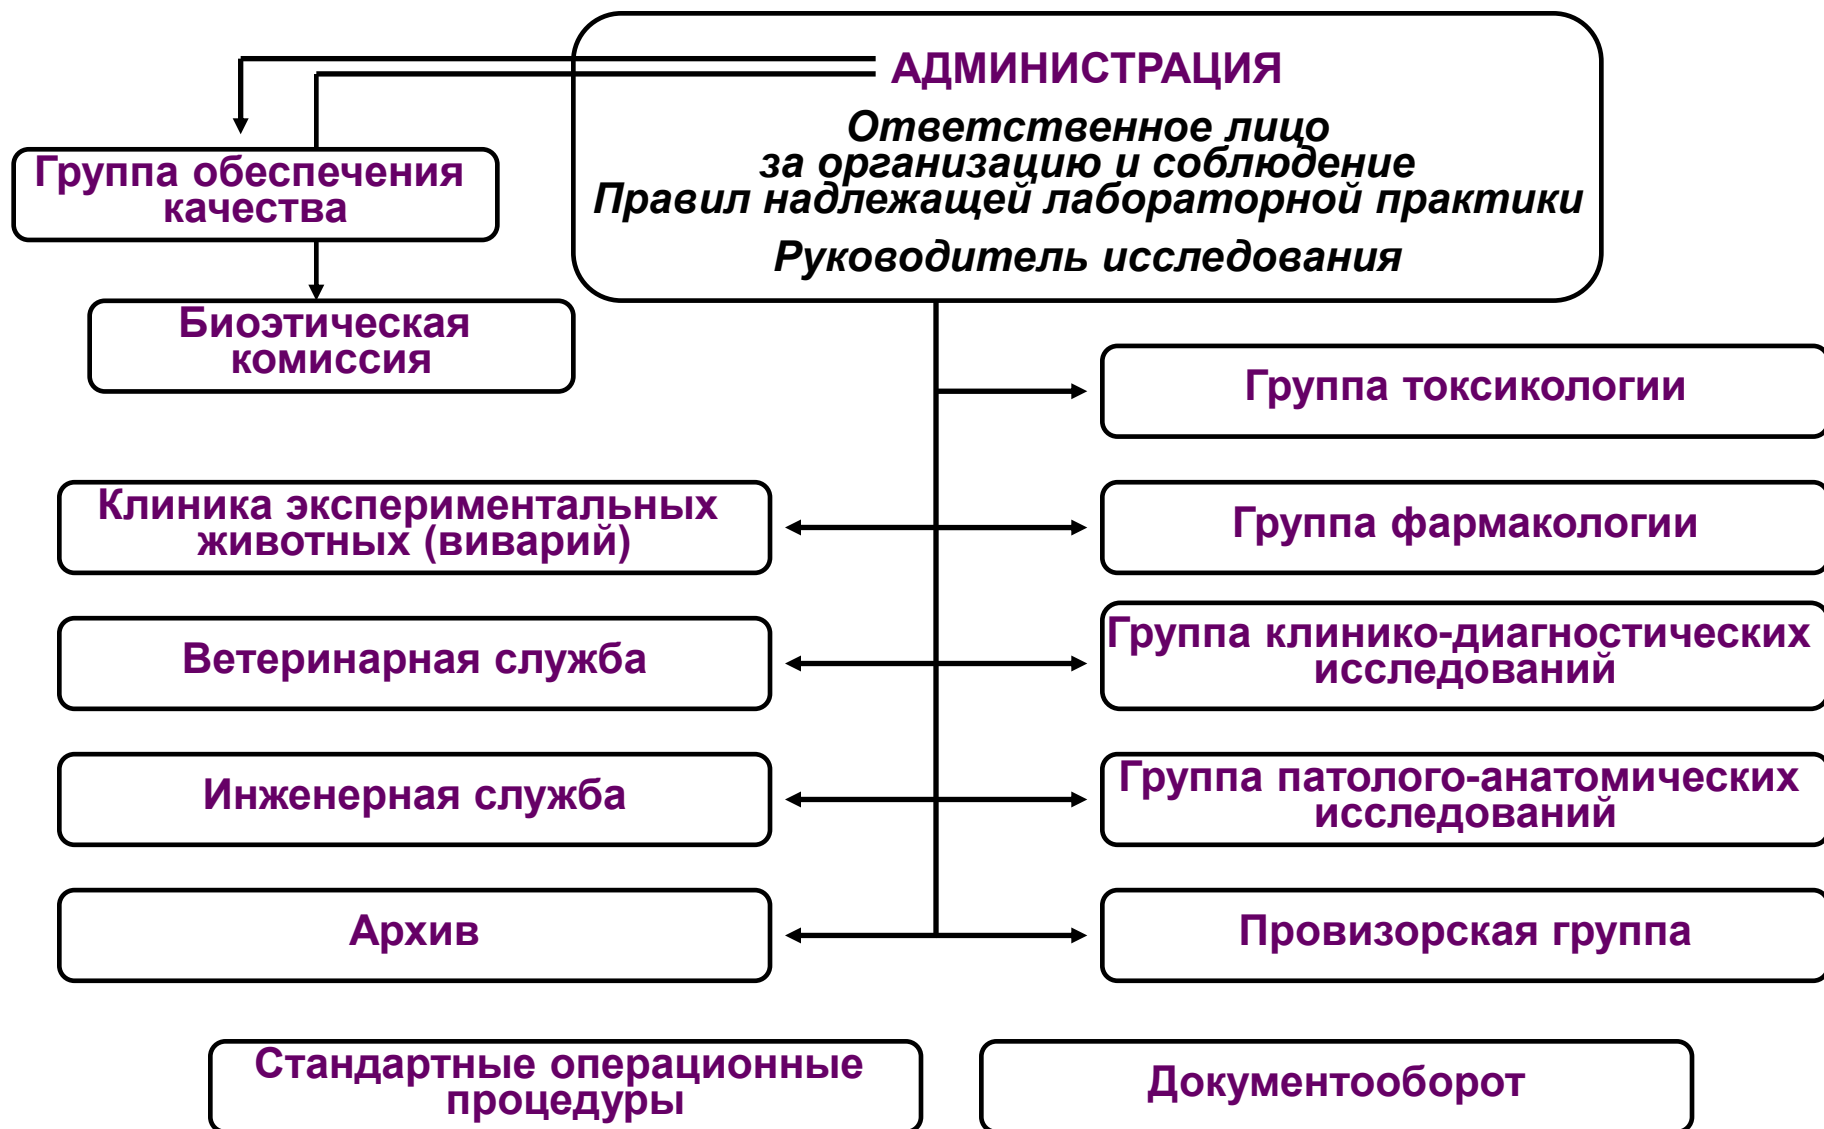 АДМИНИСТРАЦИЯ
Ответственное лицо
за организацию и соблюдение
Правил надлежащей лабораторной практики
Руководитель исследования
Группа обеспечения
качества
Биоэтическая
комиссия
Группа токсикологии
Клиника экспериментальных
животных (виварий)
Группа фармакологии
Ветеринарная служба
Группа клинико-диагностических
исследований
Инженерная служба
Группа патолого-анатомических
исследований
Архив
Провизорская группа
Стандартные операционные
процедуры
Документооборот